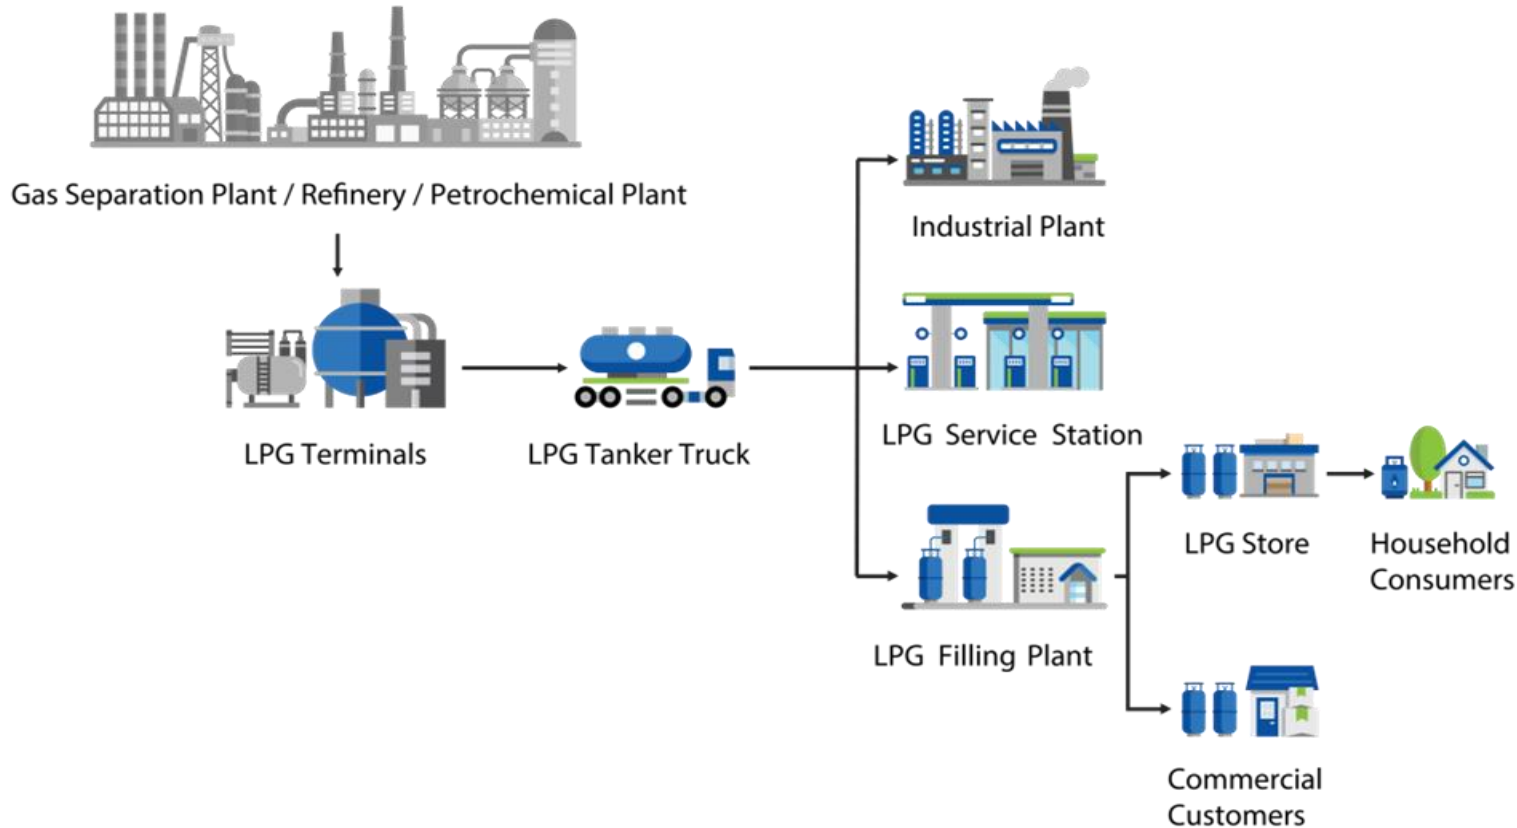 Gas Separation Plant / Refinery / Petrochemical Plant
Industrial Plant
LPG Terminals
LPG Tanker Truck
LPG Service Station
LPG Store
Household
Consumers
LPG Filling Plant
Commercial
Customers